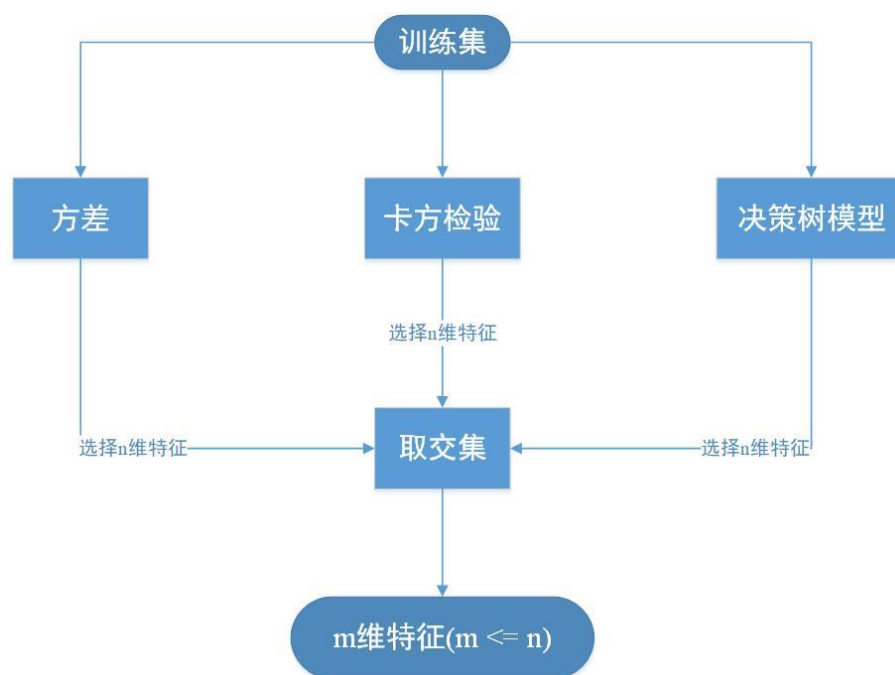 训练集
方差
卡方检验
决策树模型
选择n维特征
选择n维特征
取交集
选择n维特征
m维特征(m <= n)